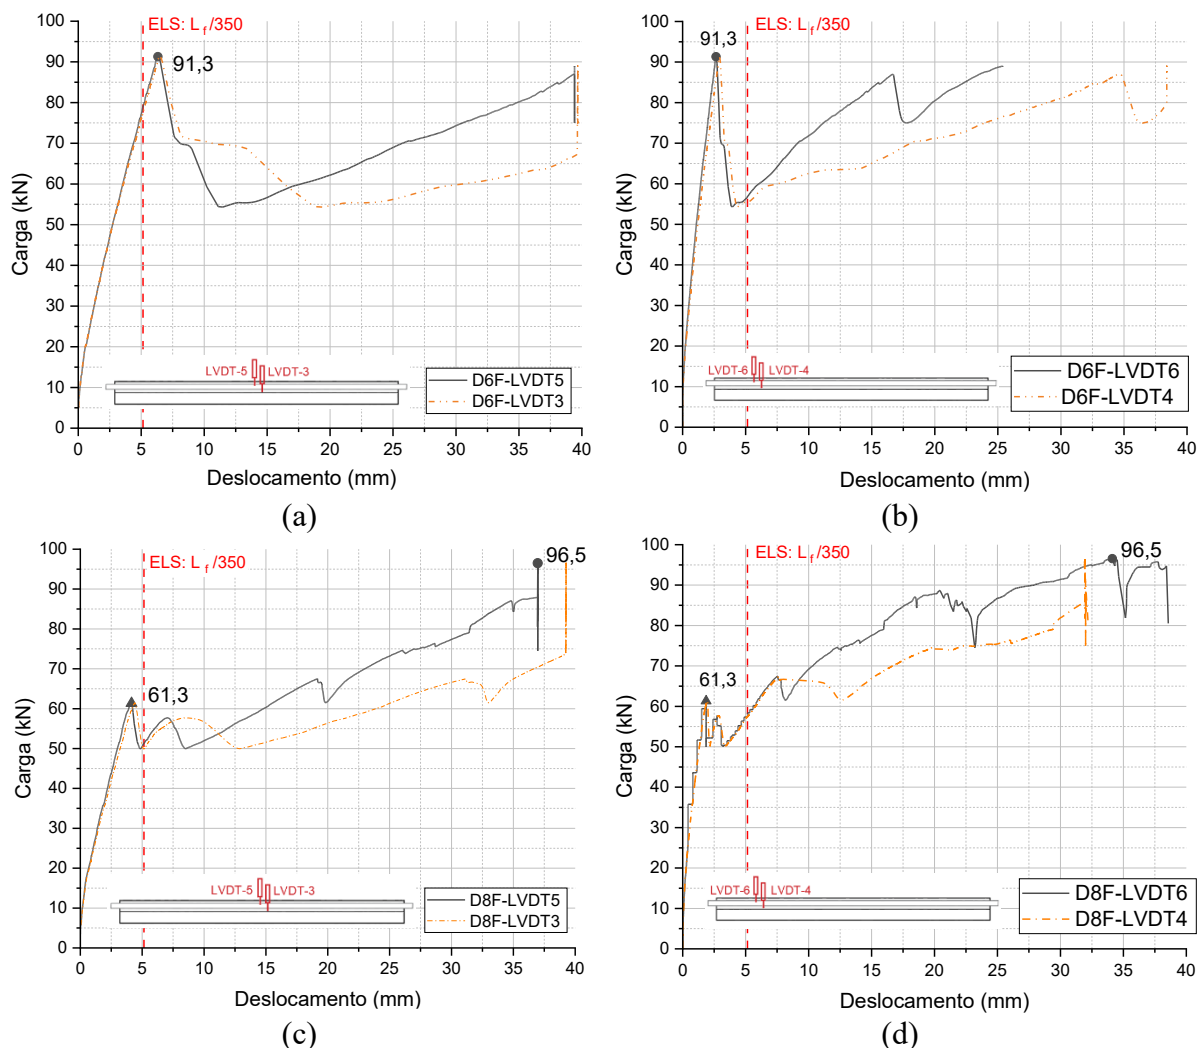 ELS: L f /350
91,3
100
90
80
70
60
50
40
30
20
10
0
Carga (kN)
LVDT-5 LVDT-3
D6F-LVDT5
D6F-LVDT3
0 5 10 15 20 25 30 35 40
Deslocamento (mm)
(a)
ELS: L f /350
91,3
100
90
80
70
60
50
40
30
20
10
0
Carga (kN)
LVDT-6 LVDT-4
D6F-LVDT6
D6F-LVDT4
0 5 10 15 20 25 30 35 40
Deslocamento (mm)
(b)
ELS: L f /350
96,5
61,3
100
90
80
70
60
50
40
30
20
10
0
Carga (kN)
LVDT-5 LVDT-3
D8F-LVDT5
D8F-LVDT3
0 5 10 15 20 25 30 35 40
Deslocamento (mm)
(c)
ELS: L f /350
96,5
61,3
100
90
80
70
60
50
40
30
20
10
0
Carga (kN)
LVDT-6 LVDT-4
D8F-LVDT6
D8F-LVDT4
0 5 10 15 20 25 30 35 40
Deslocamento (mm)
(d)